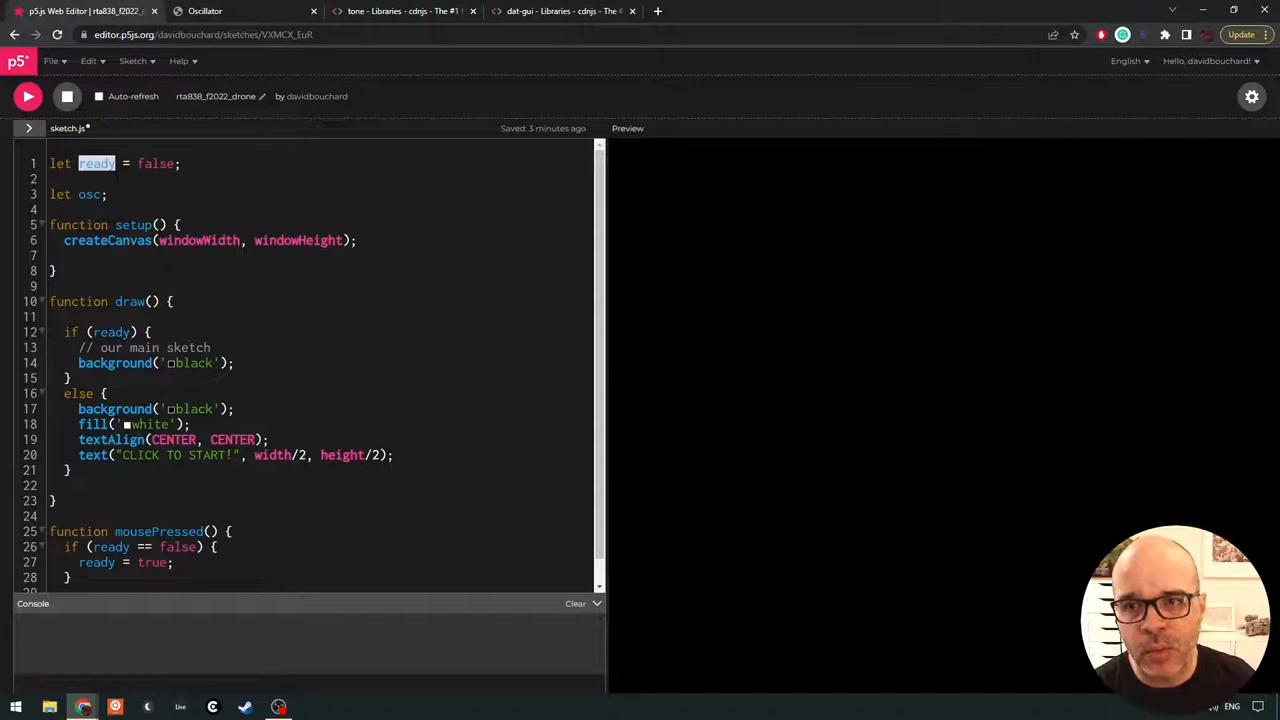 p5.js Web Editor | rta838_f2022_d
Oscillator
tone - Libraries - cdnjs - The #1
dat-gui - Libraries - cdnjs - The #
editor.p5js.org/davidbouchard/sketches/VXMCX_EuR
Update
p5*
File
Edit
Sketch
Help
English
Hello, davidbouchard!
Auto-refresh
rta838_f2022_drone
by davidbouchard
sketch.js*
Saved: 3 minutes ago
Preview
1 let ready = false;
2
3 let osc;
4
5 function setup() {
6 createCanvas(windowWidth, windowHeight);
7
8 }
9
10 function draw() {
11
12 if (ready) {
13 // our main sketch
14 background('black');
15 }
16 else {
17 background('black');
18 fill('white');
19 textAlign(CENTER, CENTER);
20 text("CLICK TO START!", width/2, height/2);
21 }
22
23 }
24
25 function mousePressed() {
26 if (ready == false) {
27 ready = true;
28 }
Console
Clear
Live
ENG